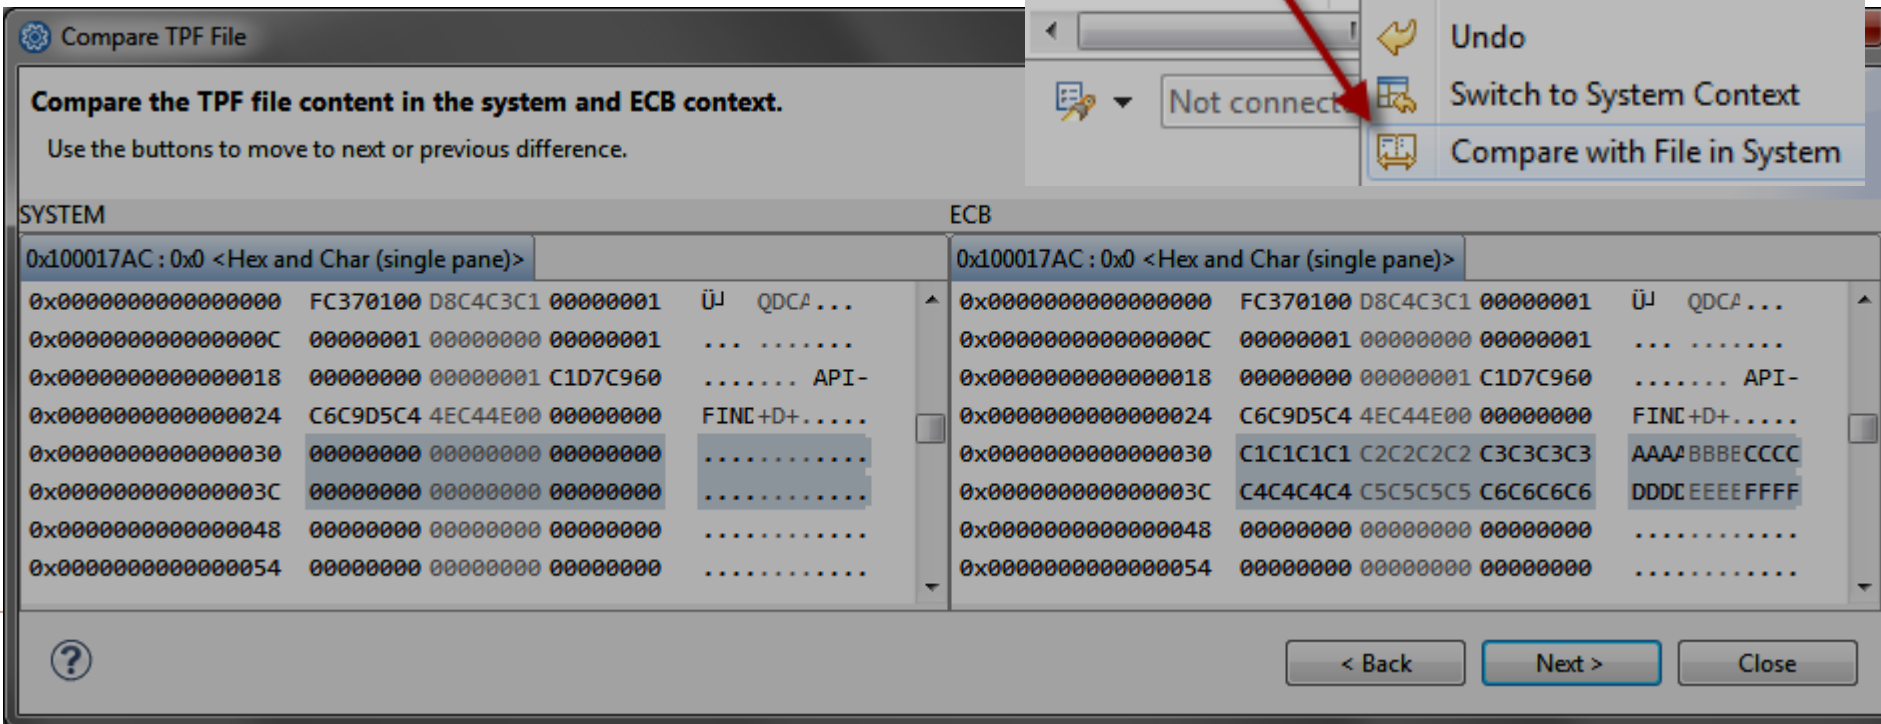 Compare TPF File
Compare the TPF file content in the system and ECB context.
Use the buttons to move to next or previous difference.
Not connect
Undo
Switch to System Context
Compare with File in System
SYSTEM
0x100017AC : 0x0 <Hex and Char (single pane)>
0x0000000000000000 FC370100 D8C4C3C1 00000001 Ü┘ QDCA...
0x000000000000000C 00000001 00000000 00000001 ... .......
0x0000000000000018 00000000 00000001 C1D7C960 ....... API-
0x0000000000000024 C6C9D5C4 4EC44E00 00000000 FIND+D+.....
0x0000000000000030 00000000 00000000 00000000 ............
0x000000000000003C 00000000 00000000 00000000 ............
0x0000000000000048 00000000 00000000 00000000 ............
0x0000000000000054 00000000 00000000 00000000 ............
ECB
0x100017AC : 0x0 <Hex and Char (single pane)>
0x0000000000000000 FC370100 D8C4C3C1 00000001 Ü┘ QDCA...
0x000000000000000C 00000001 00000000 00000001 ... .......
0x0000000000000018 00000000 00000001 C1D7C960 ....... API-
0x0000000000000024 C6C9D5C4 4EC44E00 00000000 FIND+D+.....
0x0000000000000030 C1C1C1C1 C2C2C2C2 C3C3C3C3 AAAABBBBCCCC
0x000000000000003C C4C4C4C4 C5C5C5C5 C6C6C6C6 DDDDEEEEFFFF
0x0000000000000048 00000000 00000000 00000000 ............
0x0000000000000054 00000000 00000000 00000000 ............
?
< Back
Next >
Close